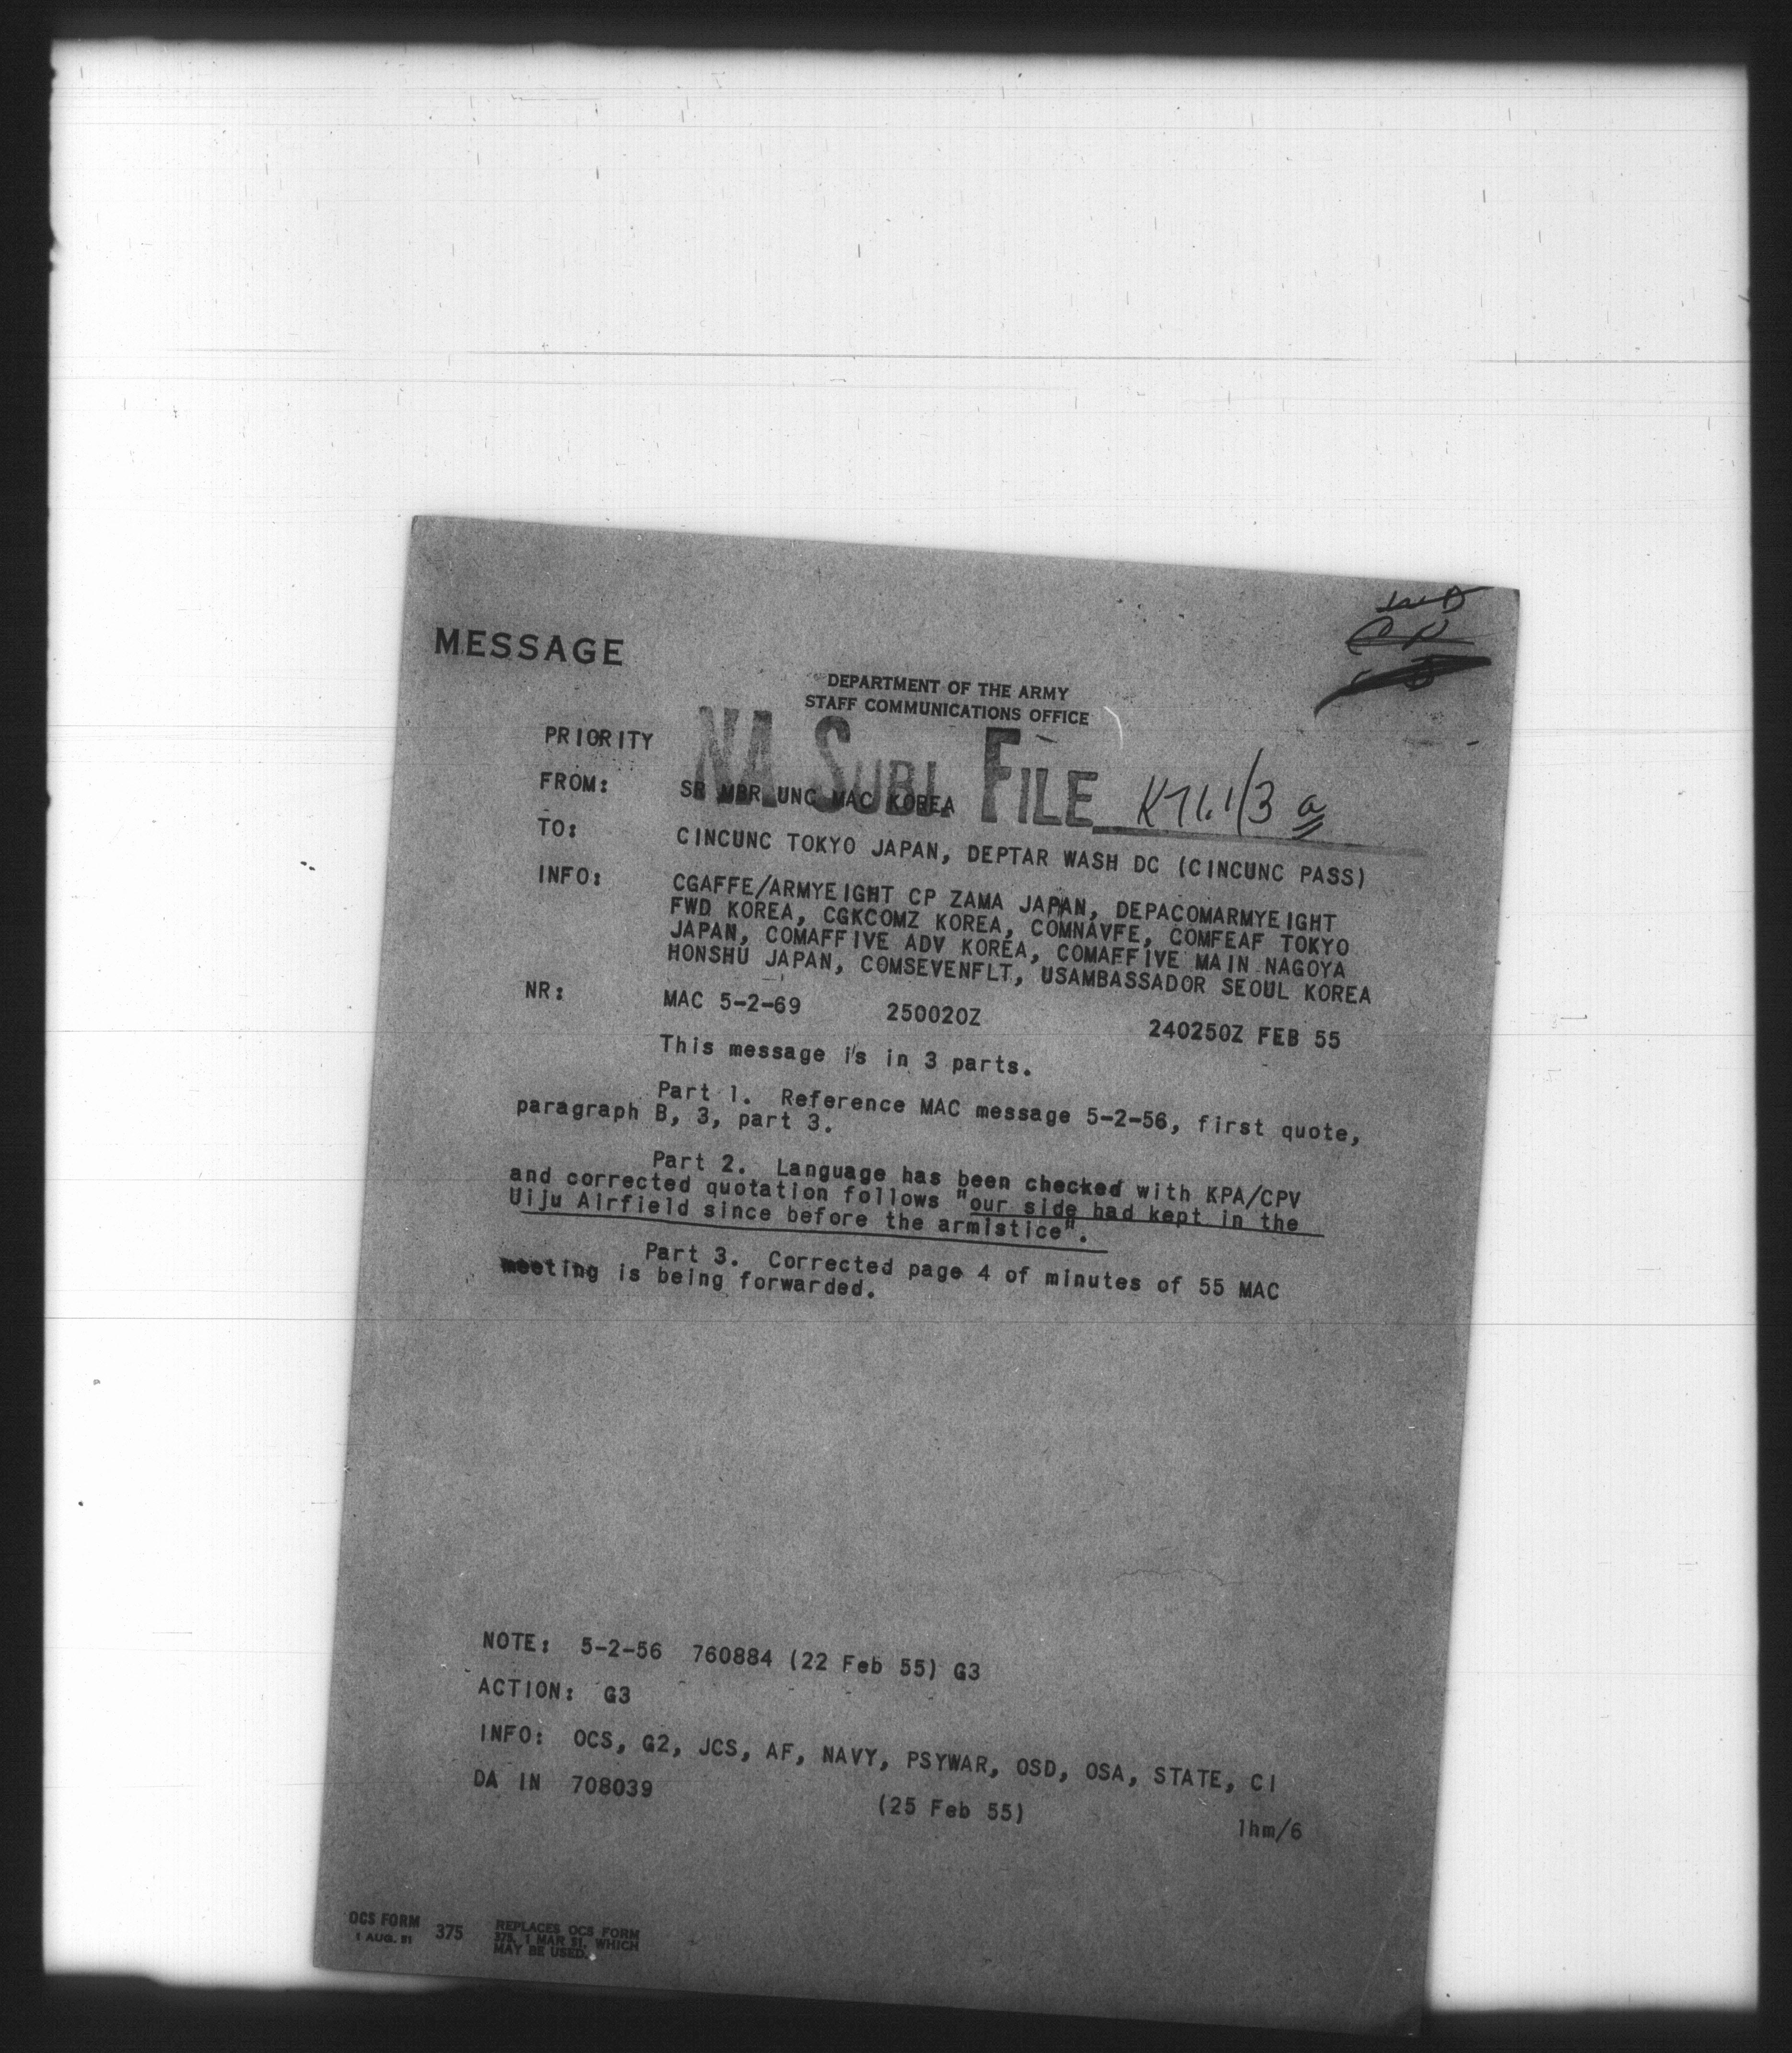 MESSAGE
DEPARTMENT OF THE ARMY
STAFF COMMUNICATIONS OFFICE
PRIORITY
NA SUBJ. FILE K71.1/3 a
FROM: SR MBR UNC MAC KOREA
TO: CINCUNC TOKYO JAPAN, DEPTAR WASH DC (CINCUNC PASS)
INFO: CGAFFE/ARMYEIGHT CP ZAMA JAPAN, DEPACOMARMYEIGHT
FWD KOREA, CGKCOMZ KOREA, COMNAVFE, COMFEAF TOKYO
JAPAN, COMAFFIVE ADV KOREA, COMAFFIVE MAIN NAGOYA
HONSHU JAPAN, COMSEVENFLT, USAMBASSADOR SEOUL KOREA
NR: MAC 5-2-69 250020Z 240250Z FEB 55
This message is in 3 parts.
Part 1. Reference MAC message 5-2-56, first quote,
paragraph B, 3, part 3.
Part 2. Language has been checked with KPA/CPV
and corrected quotation follows "our side had kept in the
Uiju Airfield since before the armistice".
Part 3. Corrected page 4 of minutes of 55 MAC
meeting is being forwarded.
NOTE: 5-2-56 760884 (22 Feb 55) G3
ACTION: G3
INFO: OCS, G2, JCS, AF, NAVY, PSYWAR, OSD, OSA, STATE, CI
DA IN 708039 (25 Feb 55) lhm/6
OCS FORM 375 REPLACES OCS FORM
1 AUG. 51 375, 1 MAR 51, WHICH
MAY BE USED.